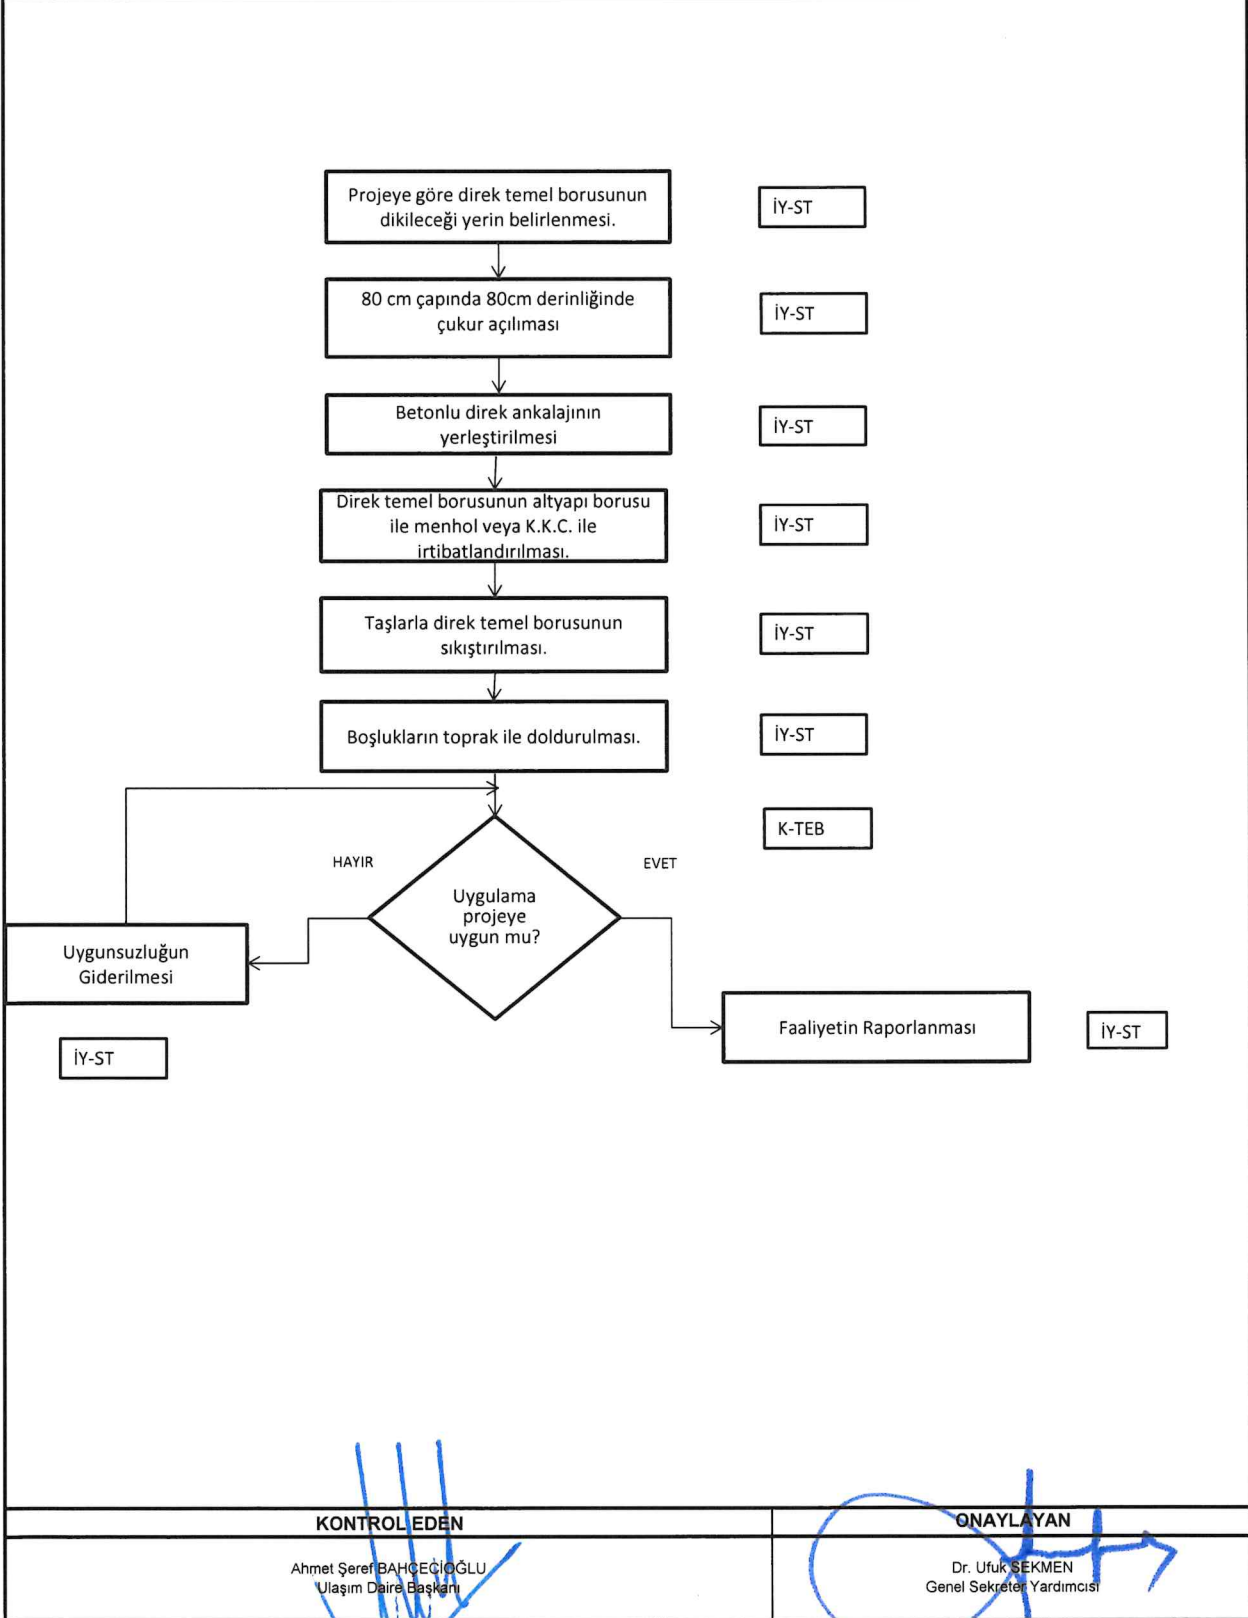 Projeye göre direk temel borusunun
dikileceği yerin belirlenmesi.
İY-ST
80 cm çapında 80cm derinliğinde
çukur açılıması
İY-ST
Betonlu direk ankalajının
yerleştirilmesi
İY-ST
Direk temel borusunun altyapı borusu
ile menhol veya K.K.C. ile
irtibatlandırılması.
İY-ST
Taşlarla direk temel borusunun
sıkıştırılması.
İY-ST
Boşlukların toprak ile doldurulması.
İY-ST
K-TEB
HAYIR
EVET
Uygulama
projeye
uygun mu?
Uygunsuzluğun
Giderilmesi
İY-ST
Faaliyetin Raporlanması
İY-ST
KONTROL EDEN
Ahmet Şeref BAHÇECİOĞLU
Ulaşım Daire Başkanı
ONAYLAYAN
Dr. Ufuk SEKMEN
Genel Sekreter Yardımcısı